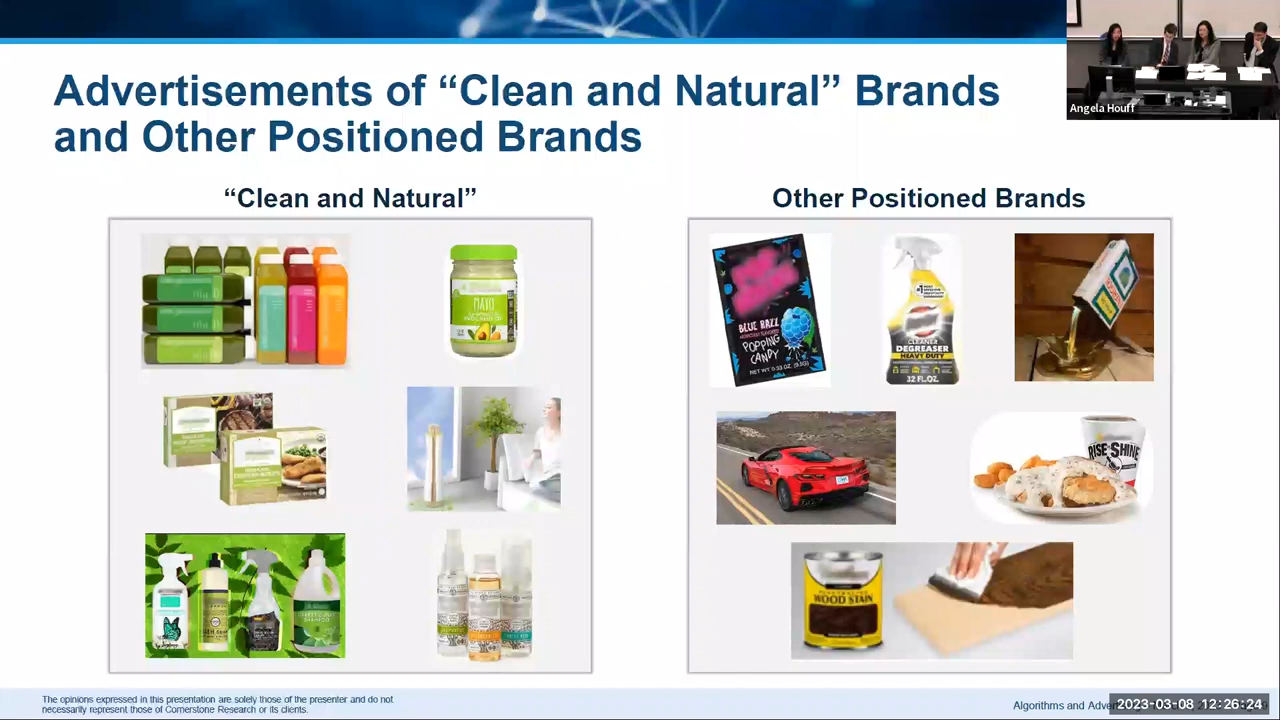 Advertisements of “Clean and Natural” Brands
and Other Positioned Brands
Angela Houff
“Clean and Natural”
Other Positioned Brands
MAYO
BLUE RAZZ
POPPING
CANDY
NET WT 0.33 OZ. (9.5G)
CLEANER
DEGREASER
HEAVY DUTY
32 FL.OZ.
RISE SHINE
WOOD STAIN
The opinions expressed in this presentation are solely those of the presenter and do not
necessarily represent those of Cornerstone Research or its clients.
Algorithms and
2023-03-08 12:26:24